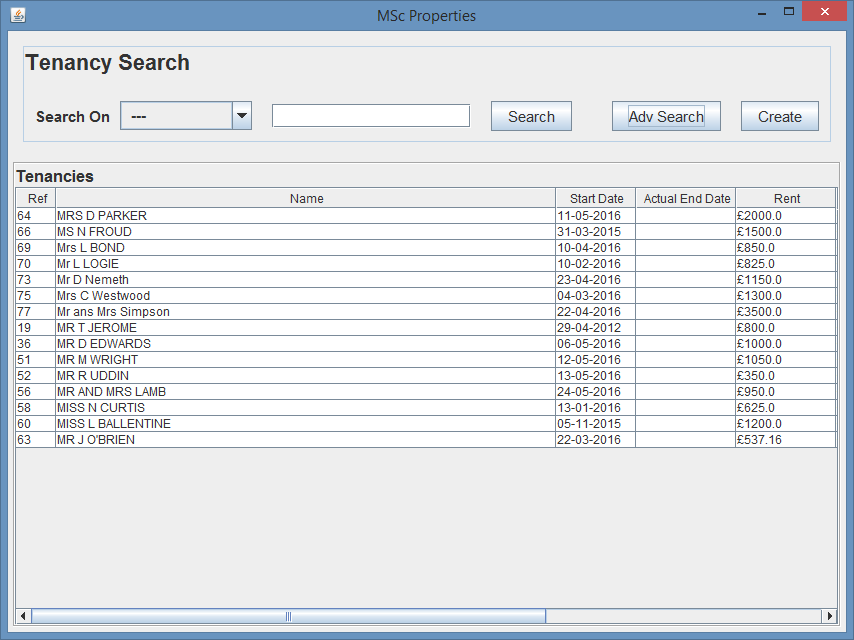 MSc Properties
Tenancy Search
Search On --- Search Adv Search Create
Tenancies
Ref Name Start Date Actual End Date Rent
64 MRS D PARKER 11-05-2016 £2000.0
66 MS N FROUD 31-03-2015 £1500.0
69 Mrs L BOND 10-04-2016 £850.0
70 Mr L LOGIE 10-02-2016 £825.0
73 Mr D Nemeth 23-04-2016 £1150.0
75 Mrs C Westwood 04-03-2016 £1300.0
77 Mr ans Mrs Simpson 22-04-2016 £3500.0
19 MR T JEROME 29-04-2012 £800.0
36 MR D EDWARDS 06-05-2016 £1000.0
51 MR M WRIGHT 12-05-2016 £1050.0
52 MR R UDDIN 13-05-2016 £350.0
56 MR AND MRS LAMB 24-05-2016 £950.0
58 MISS N CURTIS 13-01-2016 £625.0
60 MISS L BALLENTINE 05-11-2015 £1200.0
63 MR J O'BRIEN 22-03-2016 £537.16